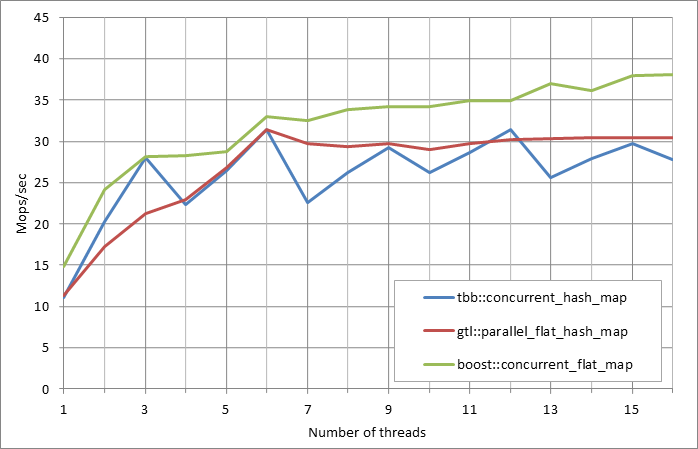 45
40
35
30
25
20
15
10
5
0
Mops/sec
1 3 5 7 9 11 13 15
Number of threads
tbb::concurrent_hash_map
gtl::parallel_flat_hash_map
boost::concurrent_flat_map